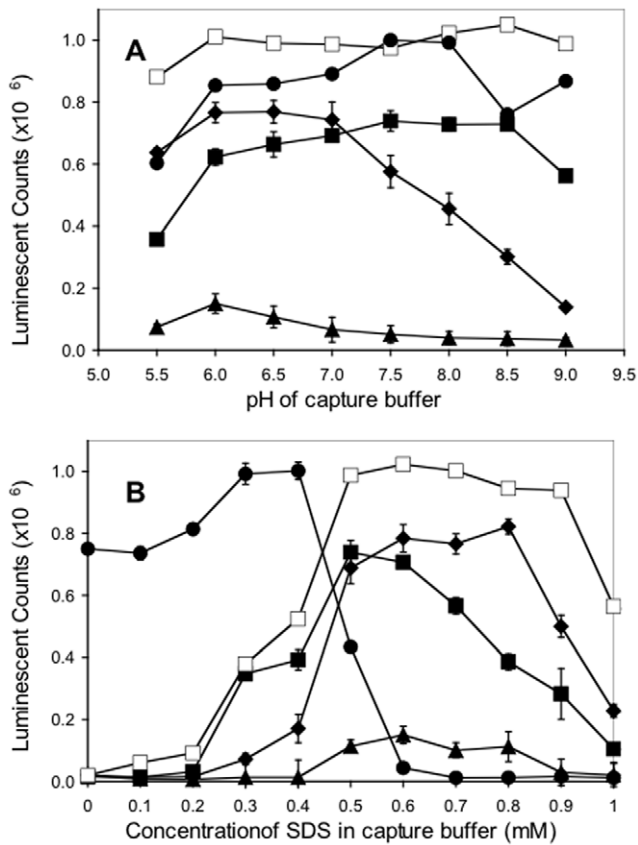 A
Luminescent Counts (x10 6)
1.0
0.8
0.6
0.4
0.2
0.0
5.0 5.5 6.0 6.5 7.0 7.5 8.0 8.5 9.0 9.5
pH of capture buffer
B
Luminescent Counts (x10 6)
1.0
0.8
0.6
0.4
0.2
0.0
0 0.1 0.2 0.3 0.4 0.5 0.6 0.7 0.8 0.9 1
Concentrationof SDS in capture buffer (mM)